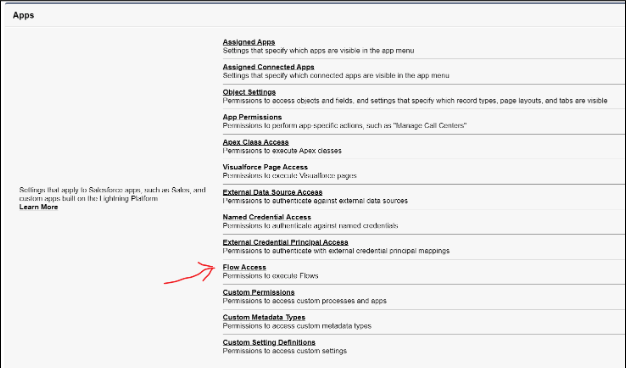 Apps
Assigned Apps
Settings that specify which apps are visible in the app menu
Assigned Connected Apps
Settings that specify which connected apps are visible in the app menu
Object Settings
Permissions to access objects and fields, and settings that specify which record types, page layouts, and tabs are visible
App Permissions
Permissions to perform app-specific actions, such as "Manage Call Centers"
Apex Class Access
Permissions to execute Apex classes
Visualforce Page Access
Permissions to execute Visualforce pages
Settings that apply to Salesforce apps, such as Sales, and
custom apps built on the Lightning Platform
Learn More
External Data Source Access
Permissions to authenticate against external data sources
Named Credential Access
Permissions to authenticate against named credentials
External Credential Principal Access
Permissions to authenticate with external credential principal mappings
Flow Access
Permissions to execute Flows
Custom Permissions
Permissions to access custom processes and apps
Custom Metadata Types
Permissions to access custom metadata types
Custom Setting Definitions
Permissions to access custom settings